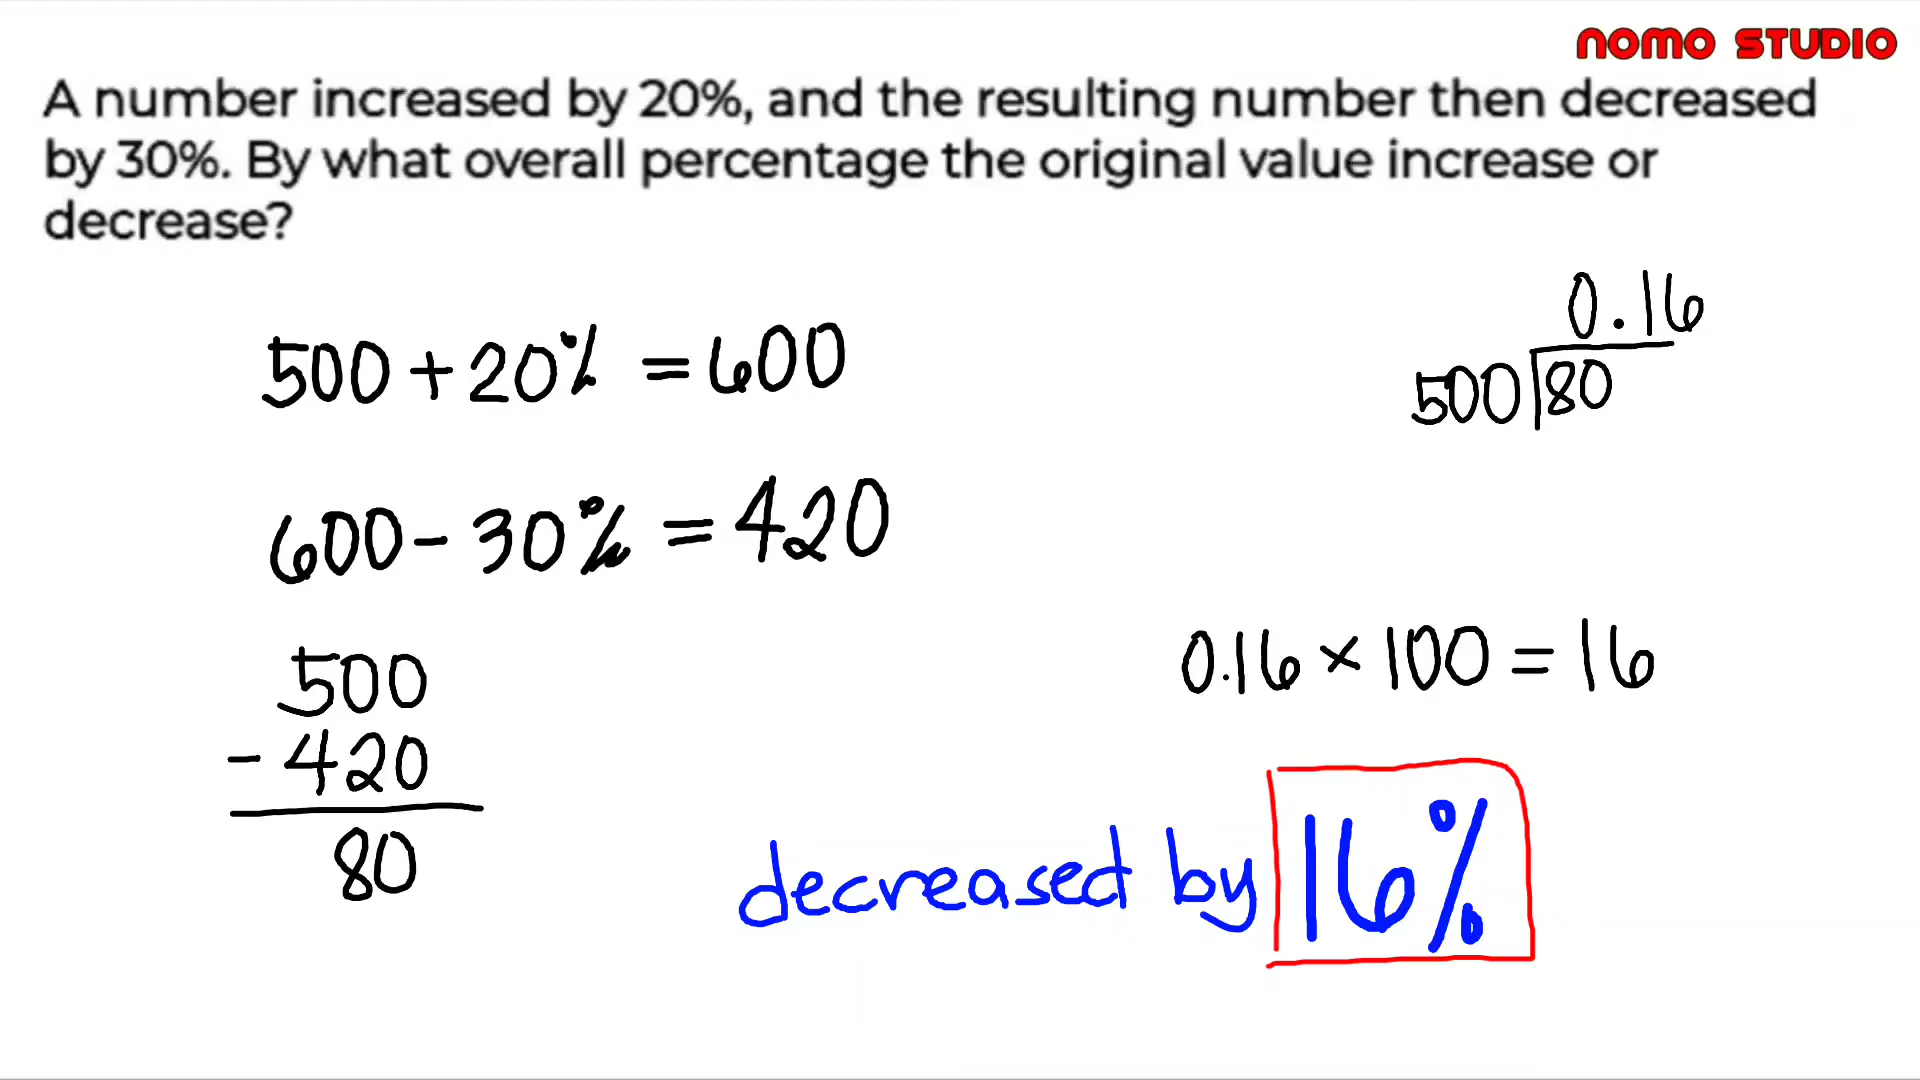 NOMO STUDIO
A number increased by 20%, and the resulting number then decreased
by 30%. By what overall percentage the original value increase or
decrease?
500 + 20% = 600
600 - 30% = 420
500
- 420
80
0.16
500 80
0.16 × 100 = 16
decreased by 16%